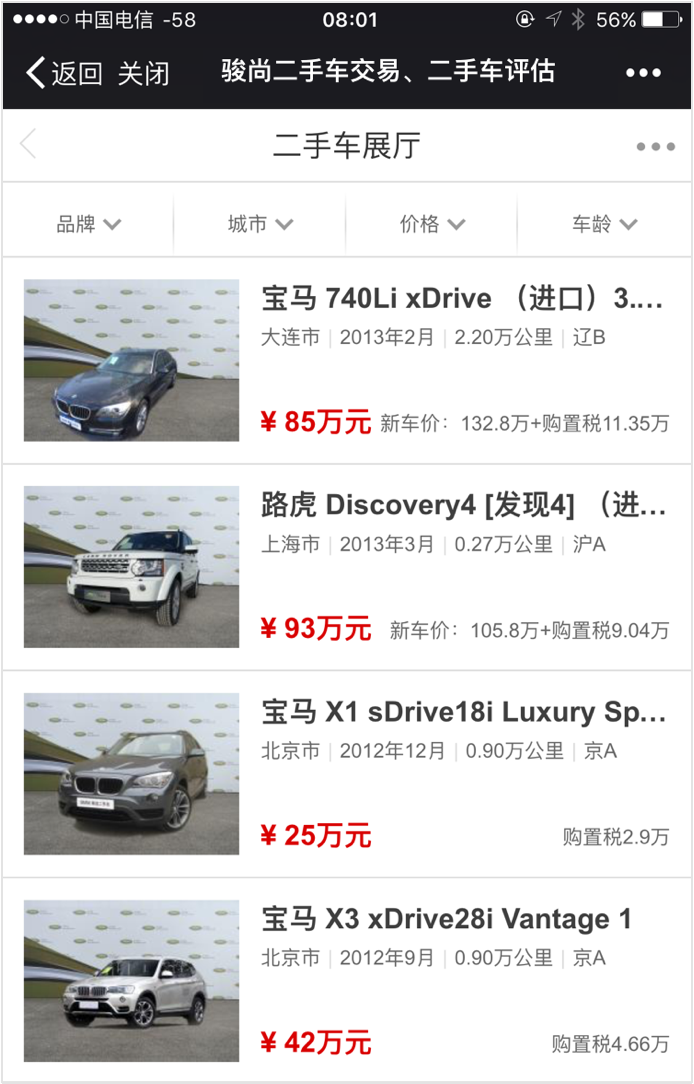 中国电信 -58 08:01 56%
返回 关闭 骏尚二手车交易、二手车评估
二手车展厅
品牌 城市 价格 车龄
宝马 740Li xDrive （进口）3.…
大连市 | 2013年2月 | 2.20万公里 | 辽B
¥ 85万元 新车价：132.8万+购置税11.35万
路虎 Discovery4 [发现4] （进…
上海市 | 2013年3月 | 0.27万公里 | 沪A
¥ 93万元 新车价：105.8万+购置税9.04万
宝马 X1 sDrive18i Luxury Sp…
北京市 | 2012年12月 | 0.90万公里 | 京A
¥ 25万元 购置税2.9万
宝马 X3 xDrive28i Vantage 1
北京市 | 2012年9月 | 0.90万公里 | 京A
¥ 42万元 购置税4.66万